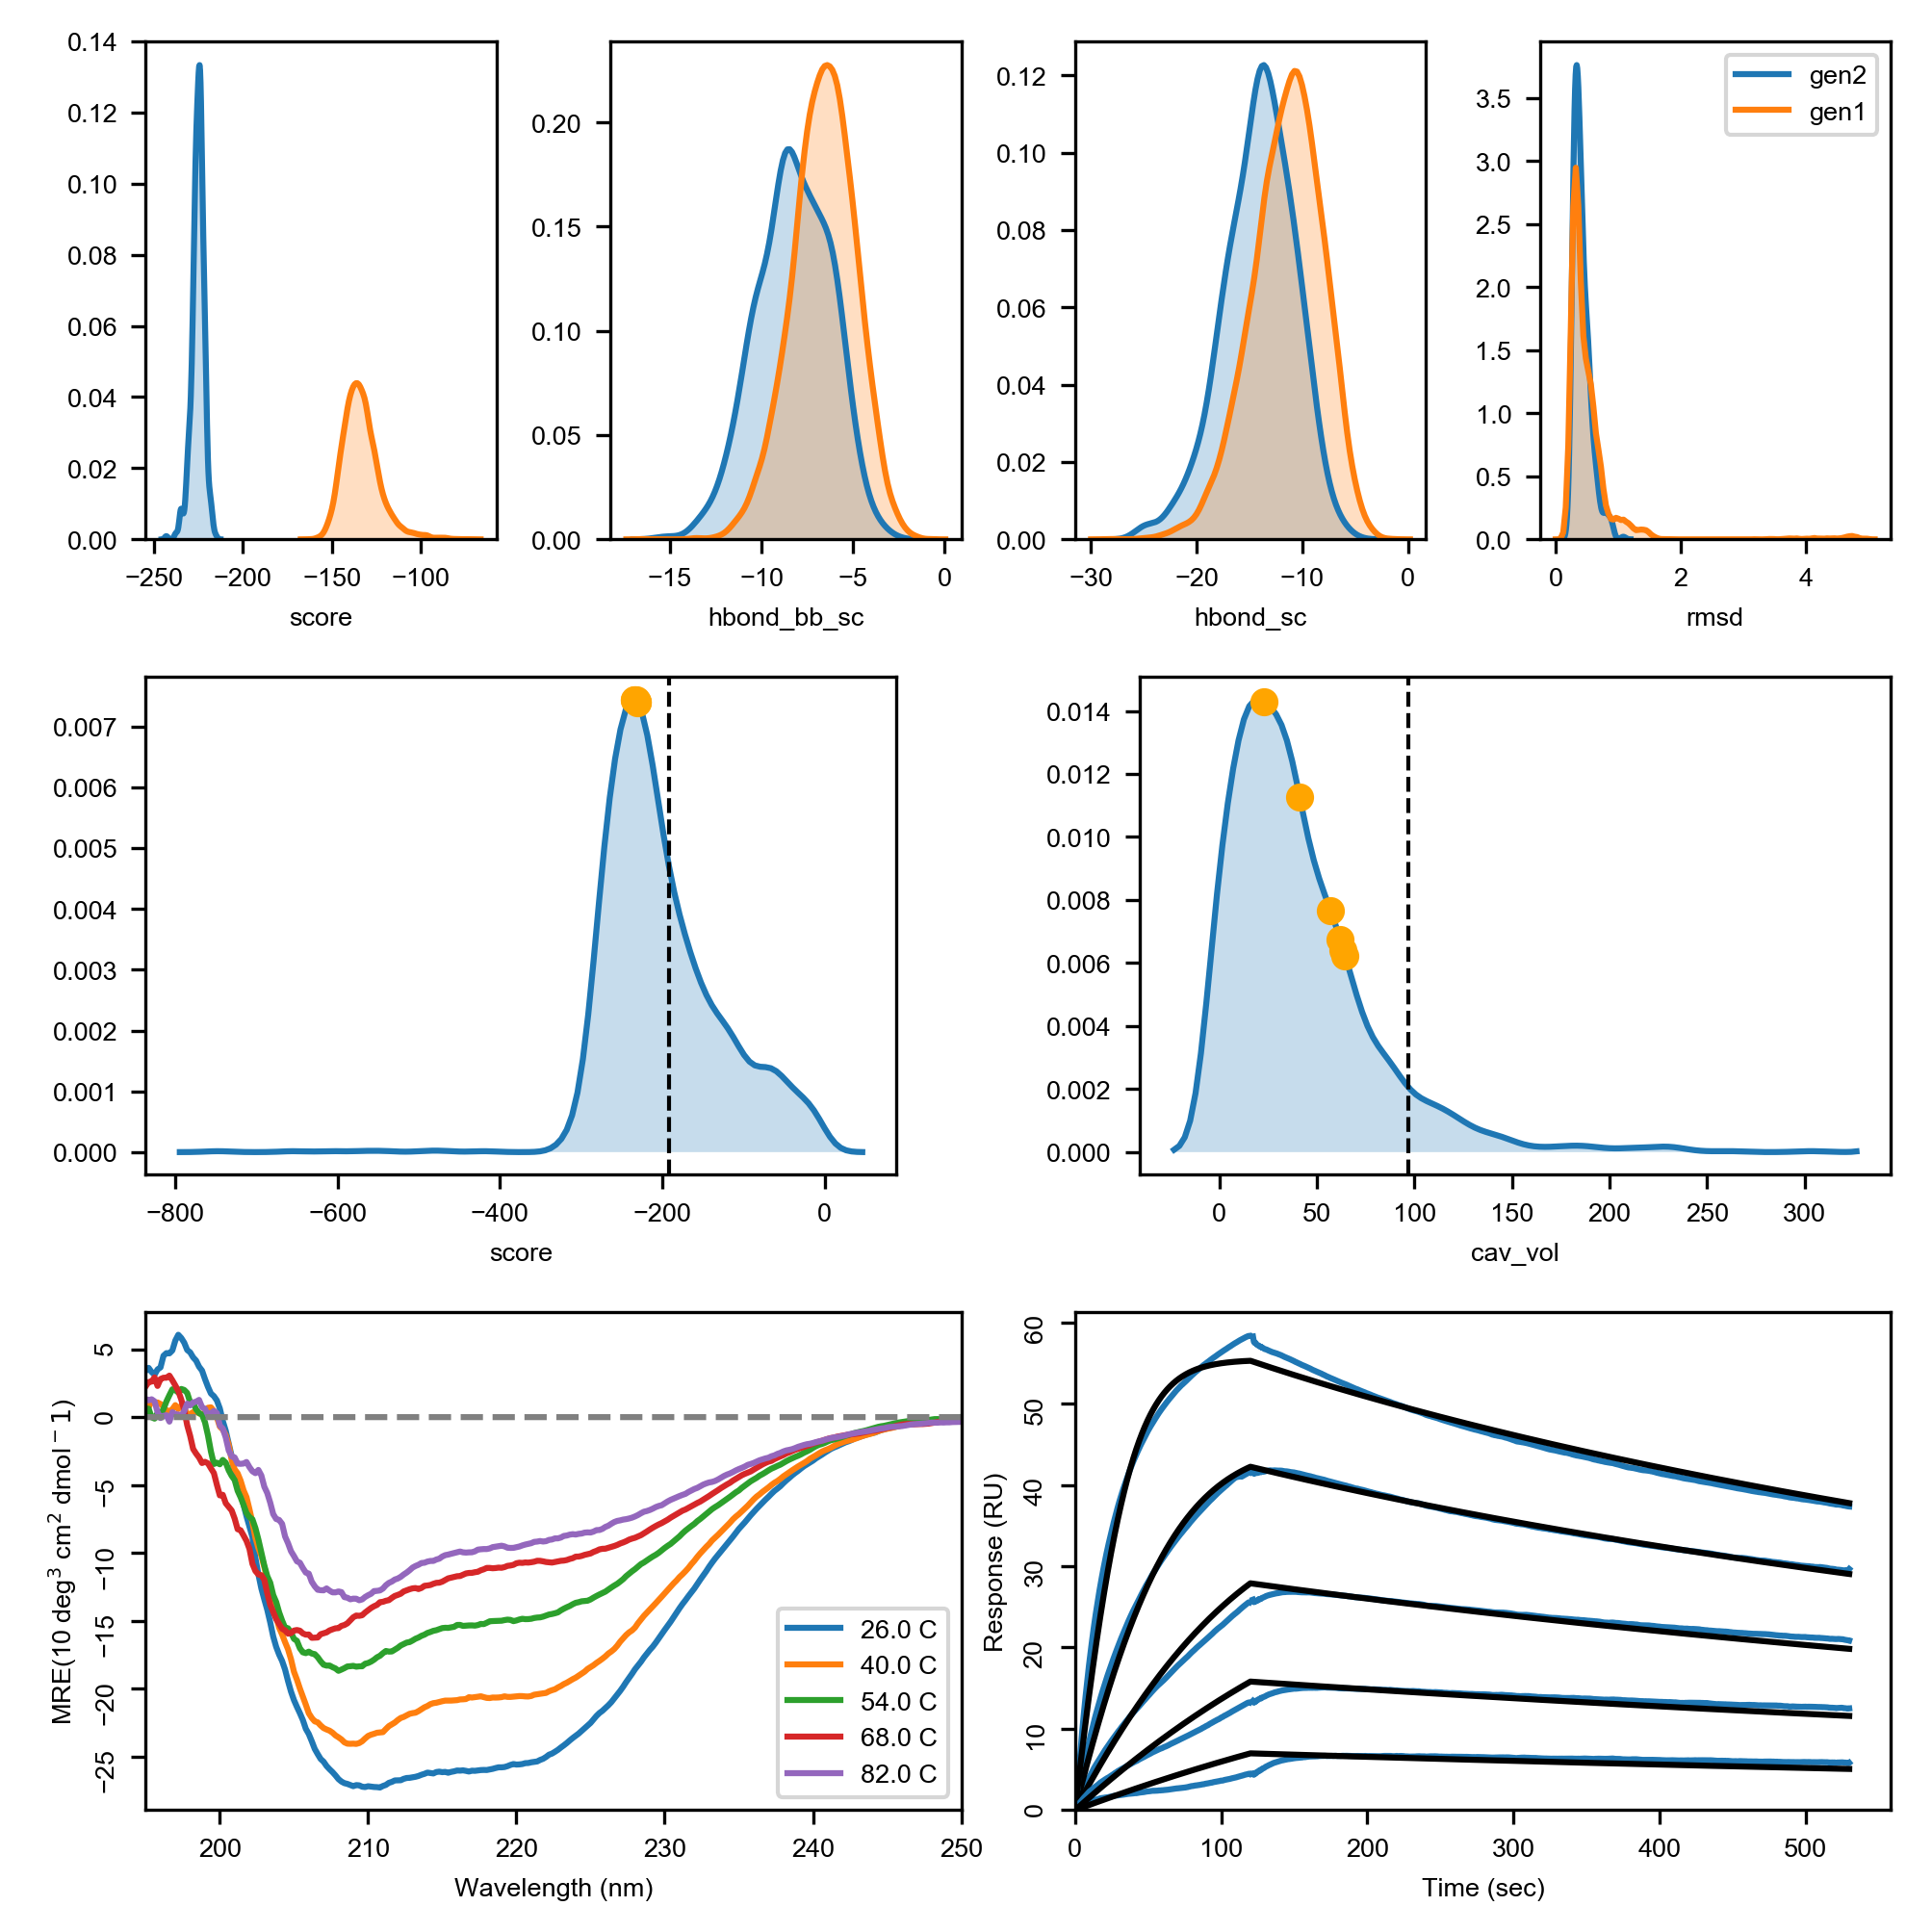 0.14
0.12
0.10
0.08
0.06
0.04
0.02
0.00
−250 −200 −150 −100
score
0.20
0.15
0.10
0.05
0.00
−15 −10 −5 0
hbond_bb_sc
0.12
0.10
0.08
0.06
0.04
0.02
0.00
−30 −20 −10 0
hbond_sc
3.5
3.0
2.5
2.0
1.5
1.0
0.5
0.0
0 2 4
rmsd
gen2
gen1
0.007
0.006
0.005
0.004
0.003
0.002
0.001
0.000
−800 −600 −400 −200 0
score
0.014
0.012
0.010
0.008
0.006
0.004
0.002
0.000
0 50 100 150 200 250 300
cav_vol
MRE(10 deg³ cm² dmol − 1)
5
0
−5
−10
−15
−20
−25
200 210 220 230 240 250
Wavelength (nm)
26.0 C
40.0 C
54.0 C
68.0 C
82.0 C
Response (RU)
60
50
40
30
20
10
0
0 100 200 300 400 500
Time (sec)